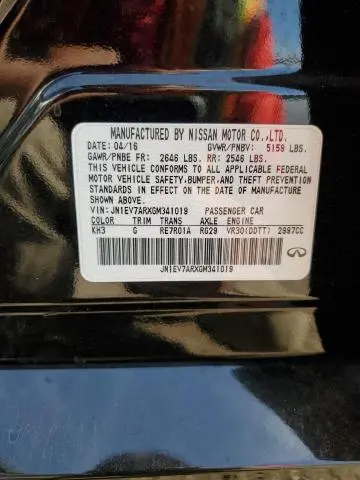 MANUFACTURED BY NISSAN MOTOR CO.,LTD.
DATE: 04/16 GVWR/PNBV: 5159 LBS.
GAWR/PNBE FR: 2646 LBS. RR: 2546 LBS.
THIS VEHICLE CONFORMS TO ALL APPLICABLE FEDERAL
MOTOR VEHICLE SAFETY, BUMPER, AND THEFT PREVENTION
STANDARDS IN EFFECT ON THE DATE OF MANUFACTURE
SHOWN ABOVE.
VIN: JN1EV7ARXGM341019 PASSENGER CAR
COLOR TRIM TRANS AXLE ENGINE
KH3 G RE7R01A RG29 VR30(DDTT) 2997CC
JN1EV7ARXGM341019